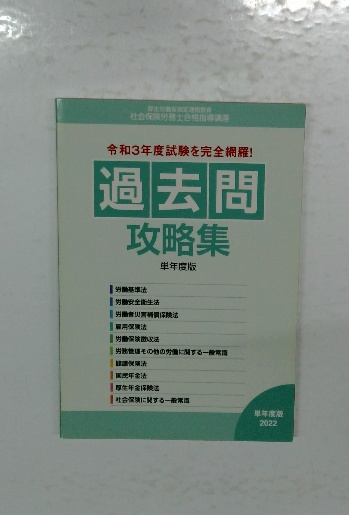 厚生労働省指定通信教育
社会保険労務士合格指導講座
令和3年度試験を完全網羅!
過去問
攻略集
単年度版
労働基準法
労働安全衛生法
労働者災害補償保険法
雇用保険法
労働保険徴収法
労務管理その他の労働に関する一般常識
健康保険法
国民年金法
厚生年金保険法
社会保険に関する一般常識
単年度版
2022